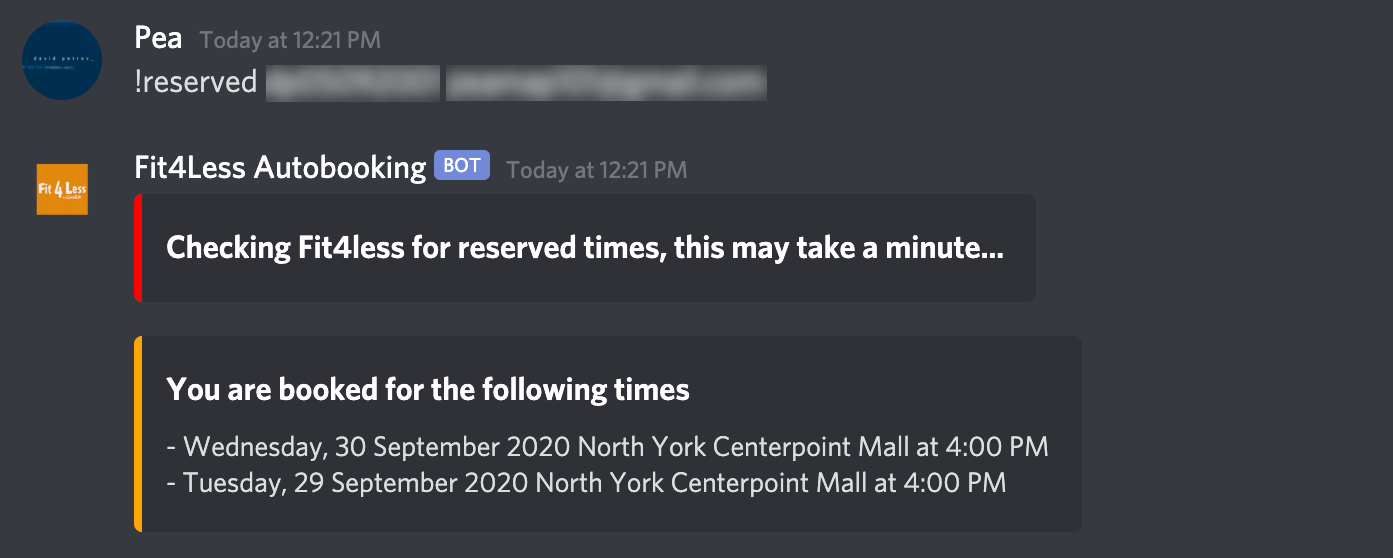 Pea Today at 12:21 PM
!reserved
david petros.
Fit4Less Autobooking BOT Today at 12:21 PM
Fit 4 Less
Checking Fit4less for reserved times, this may take a minute...
You are booked for the following times
- Wednesday, 30 September 2020 North York Centerpoint Mall at 4:00 PM
- Tuesday, 29 September 2020 North York Centerpoint Mall at 4:00 PM